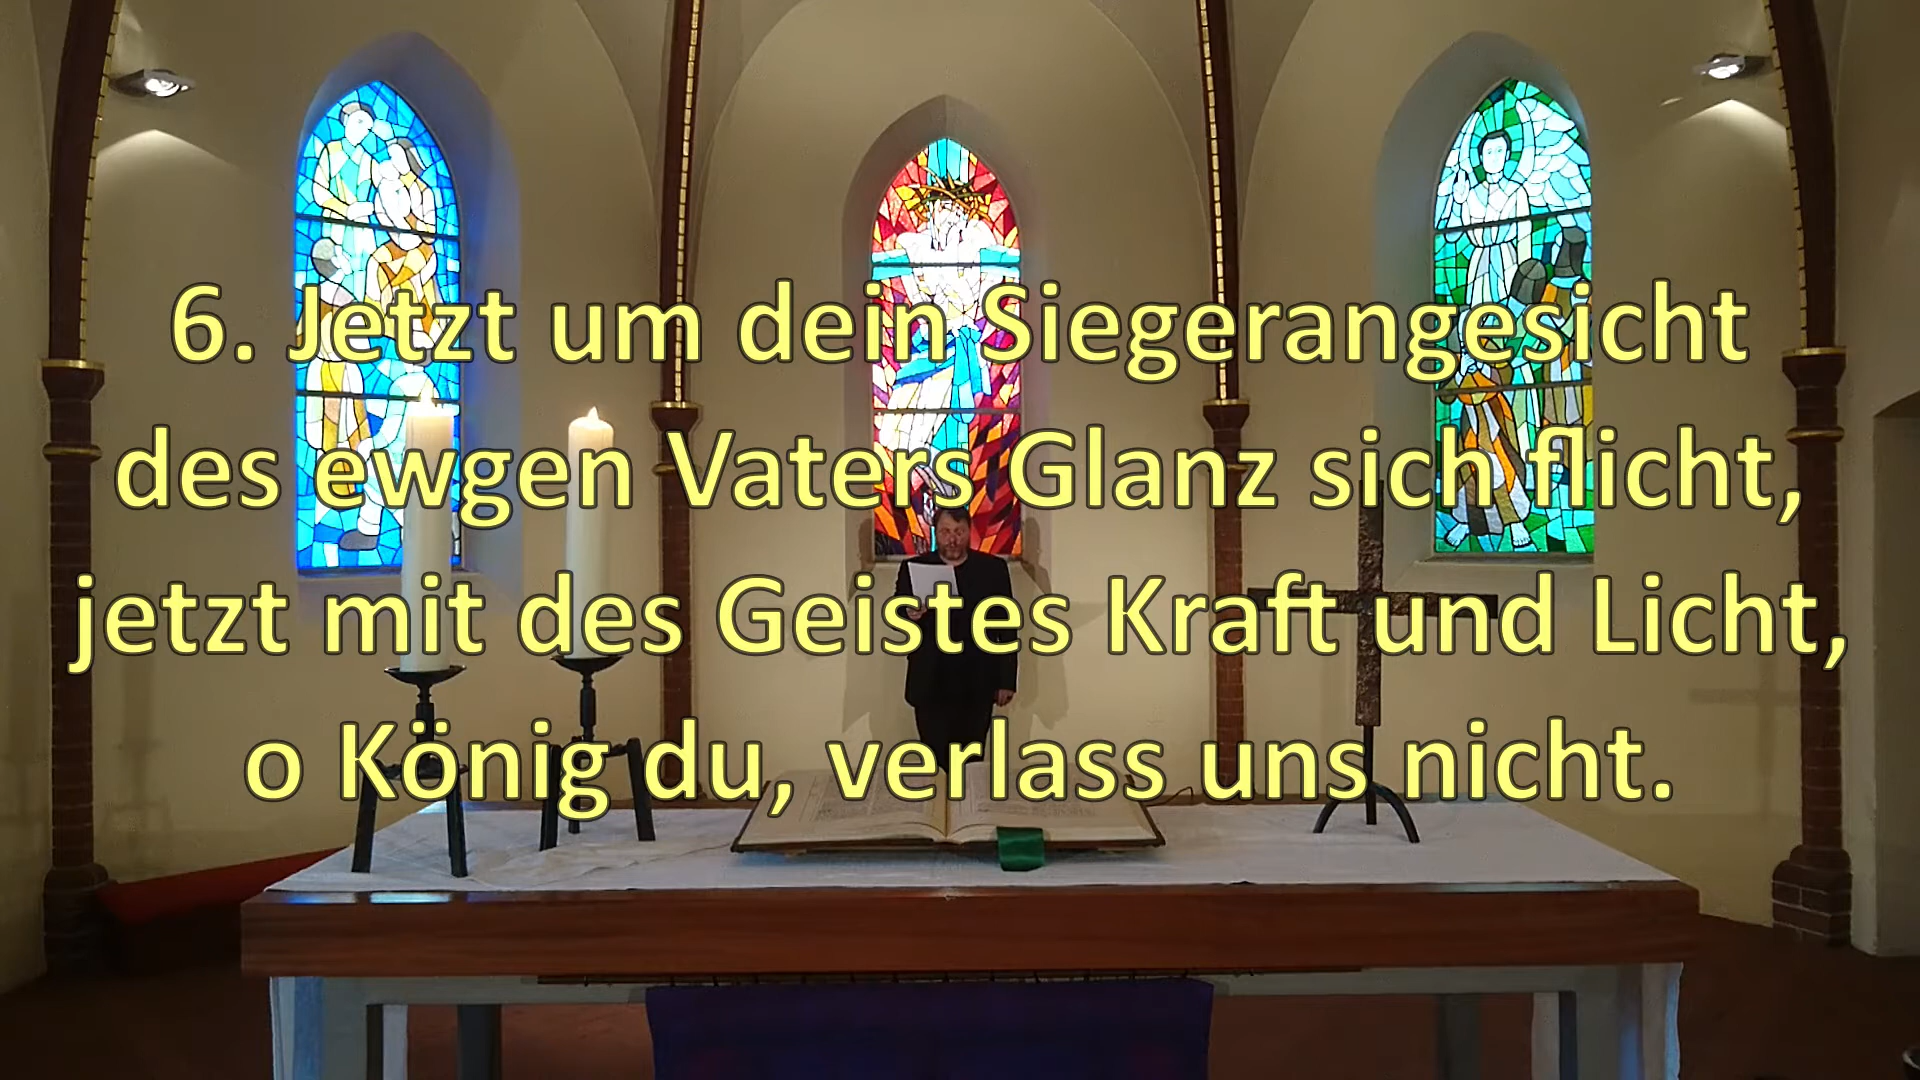 6. Jetzt um dein Siegerangesicht
des ewgen Vaters Glanz sich flicht,
jetzt mit des Geistes Kraft und Licht,
o König du, verlass uns nicht.